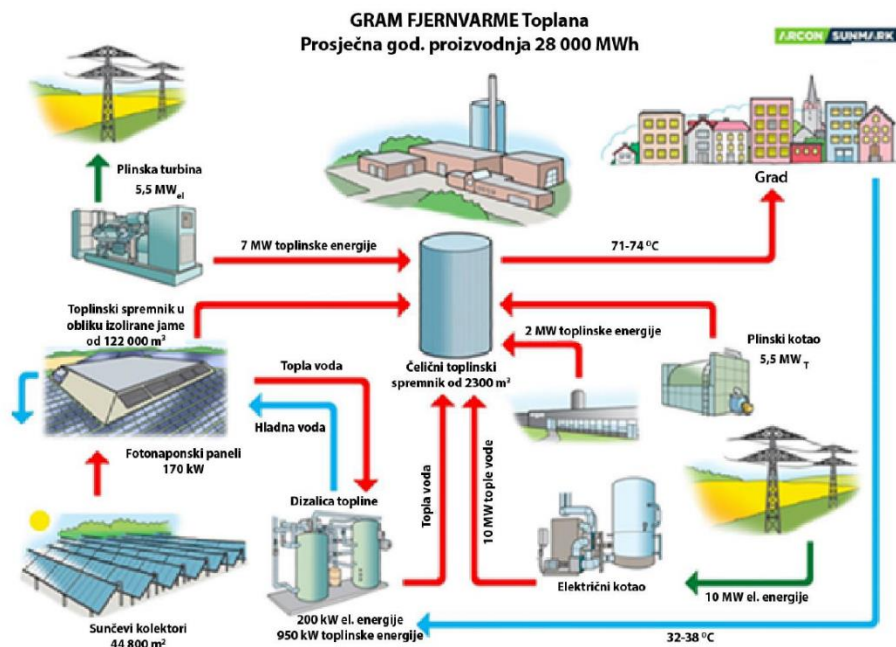 GRAM FJERNVARME Toplana
Prosječna god. proizvodnja 28 000 MWh
ARCON SUNMARK
Plinska turbina
5,5 MWel
7 MW toplinske energije
71-74 °C
Grad
Toplinski spremnik u
obliku izolirane jame
od 122 000 m³
2 MW toplinske energije
Plinski kotao
5,5 MWT
Topla voda
Čelični toplinski
spremnik od 2300 m³
Hladna voda
Fotonaponski paneli
170 kW
Dizalica topline
Topla voda
10 MW tople vode
Električni kotao
10 MW el. energije
Sunčevi kolektori
44 800 m²
200 kW el. energije
950 kW toplinske energije
32-38 °C